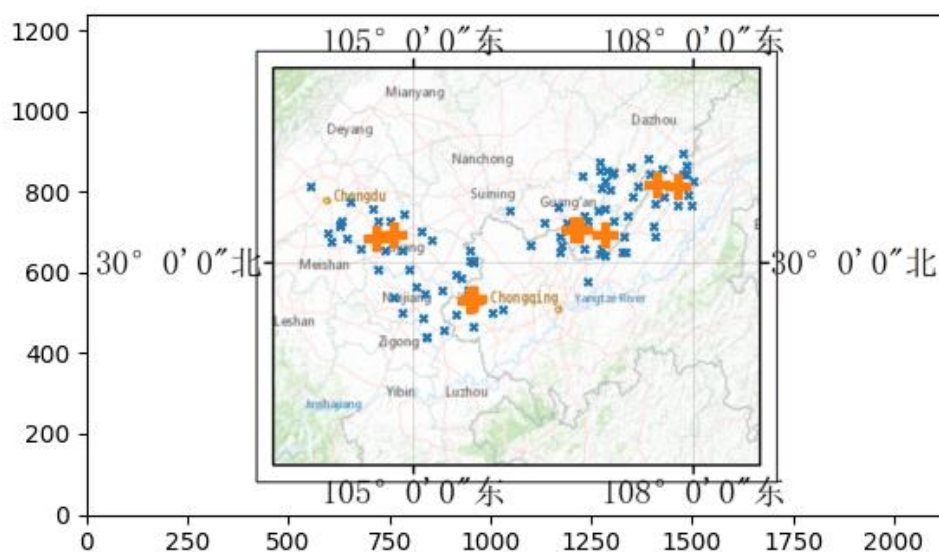 1200
1000
800
600
400
200
0
0 250 500 750 1000 1250 1500 1750 2000
105° 0'0"东 108° 0'0"东
Mianyang
Deyang
Dazhou
Nanchong
Chengdu
Suining
Guang'an
30° 0'0"北 30° 0'0"北
Meishan
Neijiang
Chongqing
Yangtze River
Leshan
Zigong
Yibin
Luzhou
Jinshajiang
105° 0'0"东 108° 0'0"东